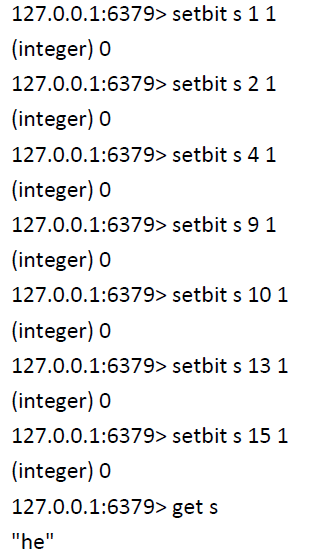 127.0.0.1:6379> setbit s 1 1
(integer) 0
127.0.0.1:6379> setbit s 2 1
(integer) 0
127.0.0.1:6379> setbit s 4 1
(integer) 0
127.0.0.1:6379> setbit s 9 1
(integer) 0
127.0.0.1:6379> setbit s 10 1
(integer) 0
127.0.0.1:6379> setbit s 13 1
(integer) 0
127.0.0.1:6379> setbit s 15 1
(integer) 0
127.0.0.1:6379> get s
"he"